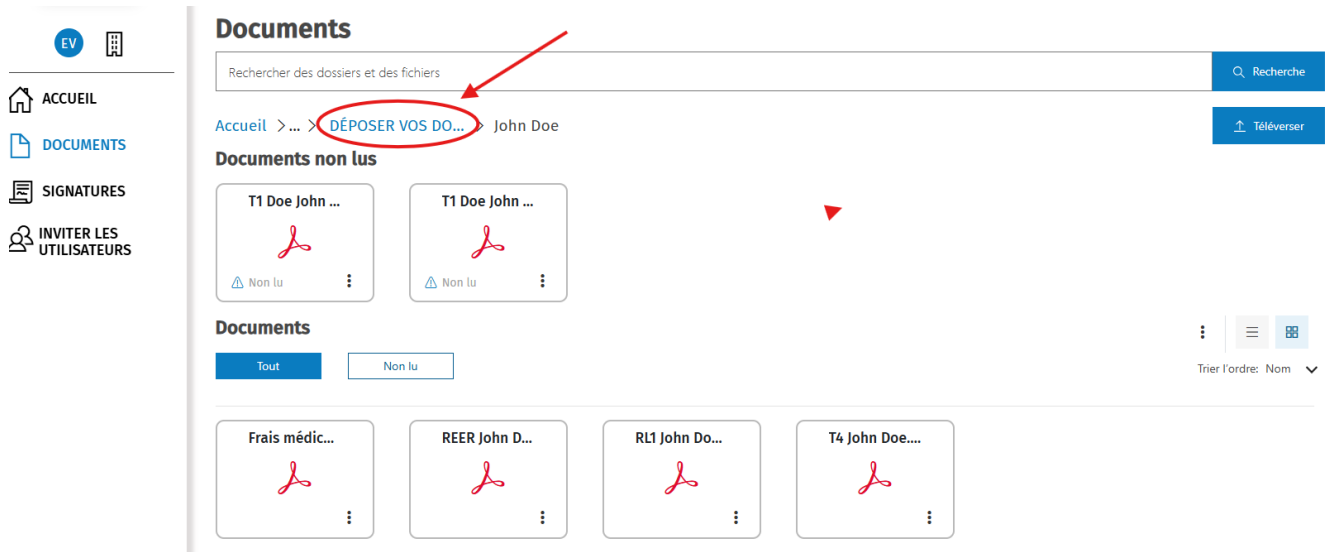 Documents
EV
Rechercher des dossiers et des fichiers
Recherche
ACCUEIL
Accueil > ... > DÉPOSER VOS DO... > John Doe
Téléverser
DOCUMENTS
Documents non lus
SIGNATURES
T1 Doe John ...
T1 Doe John ...
INVITER LES
UTILISATEURS
Non lu
Non lu
Documents
Tout
Non lu
Trier l'ordre: Nom
Frais médic...
REER John D...
RL1 John Do...
T4 John Doe....